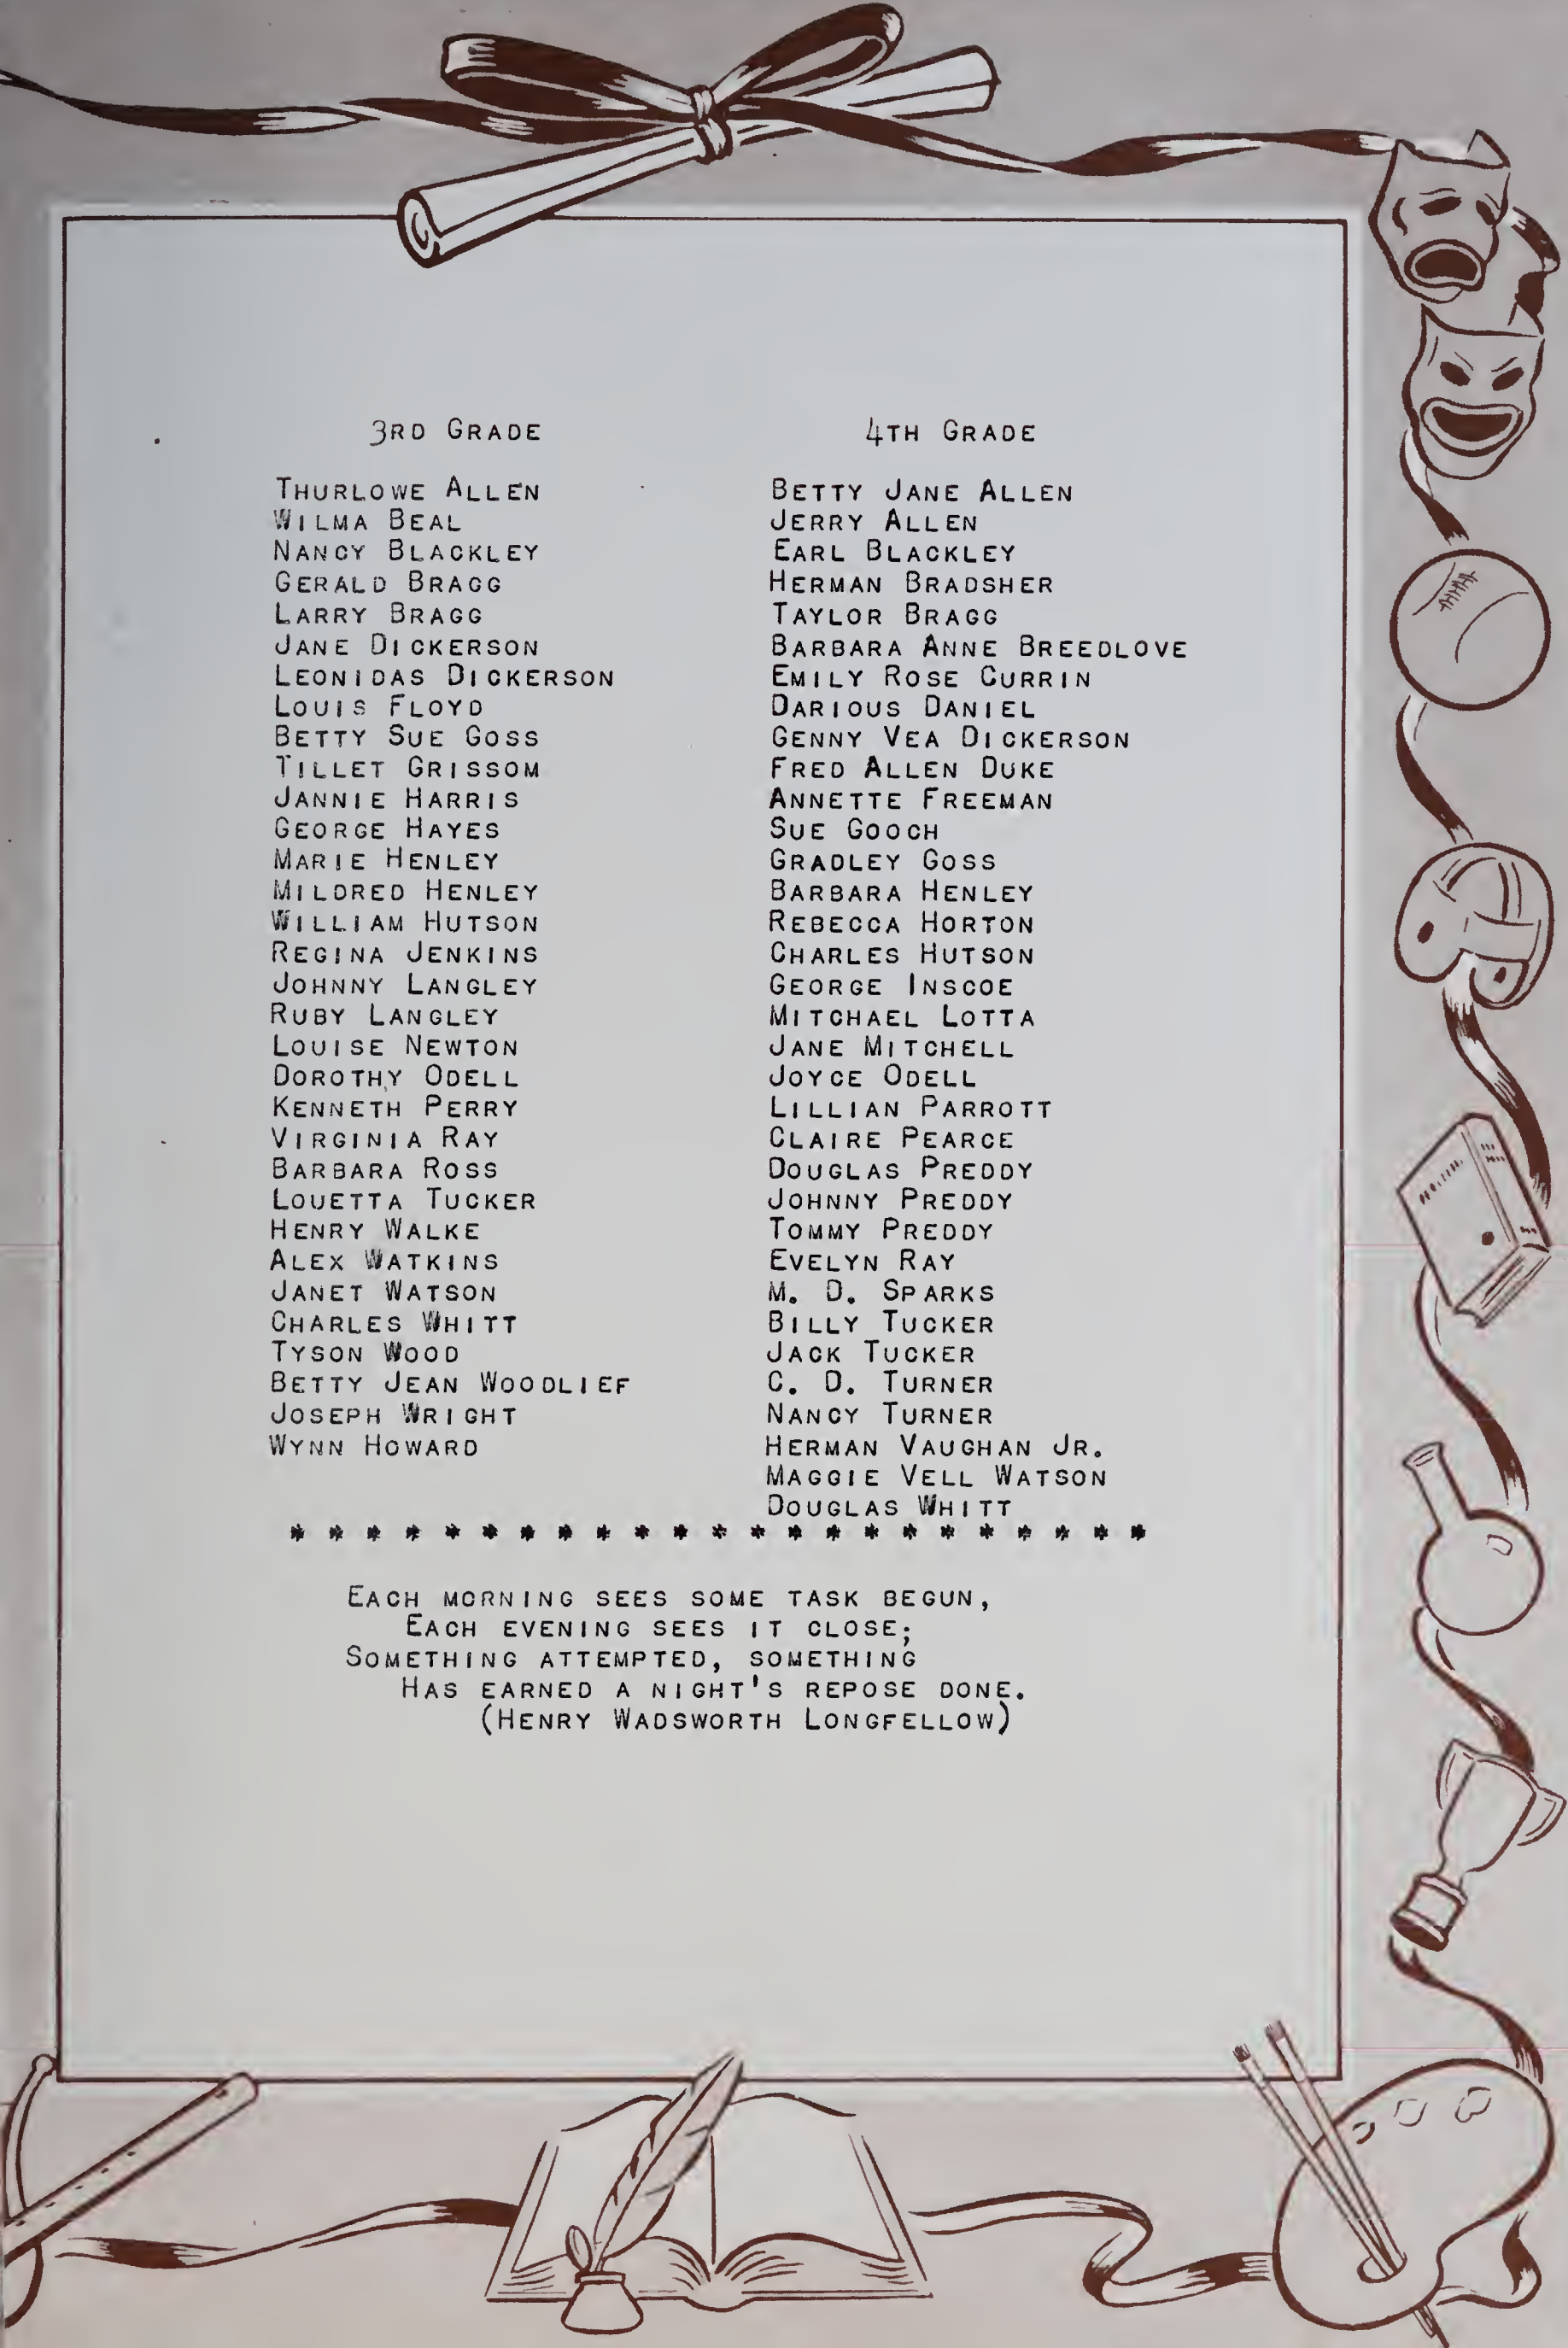 3RD GRADE
THURLOWE ALLEN
WILMA BEAL
NANCY BLACKLEY
GERALD BRAGG
LARRY BRAGG
JANE DICKERSON
LEONIDAS DICKERSON
LOUIS FLOYD
BETTY SUE GOSS
TILLET GRISSOM
JANNIE HARRIS
GEORGE HAYES
MARIE HENLEY
MILDRED HENLEY
WILLIAM HUTSON
REGINA JENKINS
JOHNNY LANGLEY
RUBY LANGLEY
LOUISE NEWTON
DOROTHY ODELL
KENNETH PERRY
VIRGINIA RAY
BARBARA ROSS
LOUETTA TUCKER
HENRY WALKE
ALEX WATKINS
JANET WATSON
CHARLES WHITT
TYSON WOOD
BETTY JEAN WOODLIEF
JOSEPH WRIGHT
WYNN HOWARD
4TH GRADE
BETTY JANE ALLEN
JERRY ALLEN
EARL BLACKLEY
HERMAN BRADSHER
TAYLOR BRAGG
BARBARA ANNE BREEDLOVE
EMILY ROSE CURRIN
DARIOUS DANIEL
GENNY VEA DICKERSON
FRED ALLEN DUKE
ANNETTE FREEMAN
SUE GOOCH
GRADLEY GOSS
BARBARA HENLEY
REBECCA HORTON
CHARLES HUTSON
GEORGE INSCOE
MITCHAEL LOTTA
JANE MITCHELL
JOYCE ODELL
LILLIAN PARROTT
CLAIRE PEARCE
DOUGLAS PREDDY
JOHNNY PREDDY
TOMMY PREDDY
EVELYN RAY
M. D. SPARKS
BILLY TUCKER
JACK TUCKER
C. D. TURNER
NANCY TURNER
HERMAN VAUGHAN JR.
MAGGIE VELL WATSON
DOUGLAS WHITT
* * * * * * * * * * * * * * * * * * * * * * *
EACH MORNING SEES SOME TASK BEGUN,
EACH EVENING SEES IT CLOSE;
SOMETHING ATTEMPTED, SOMETHING
HAS EARNED A NIGHT'S REPOSE DONE.
(HENRY WADSWORTH LONGFELLOW)